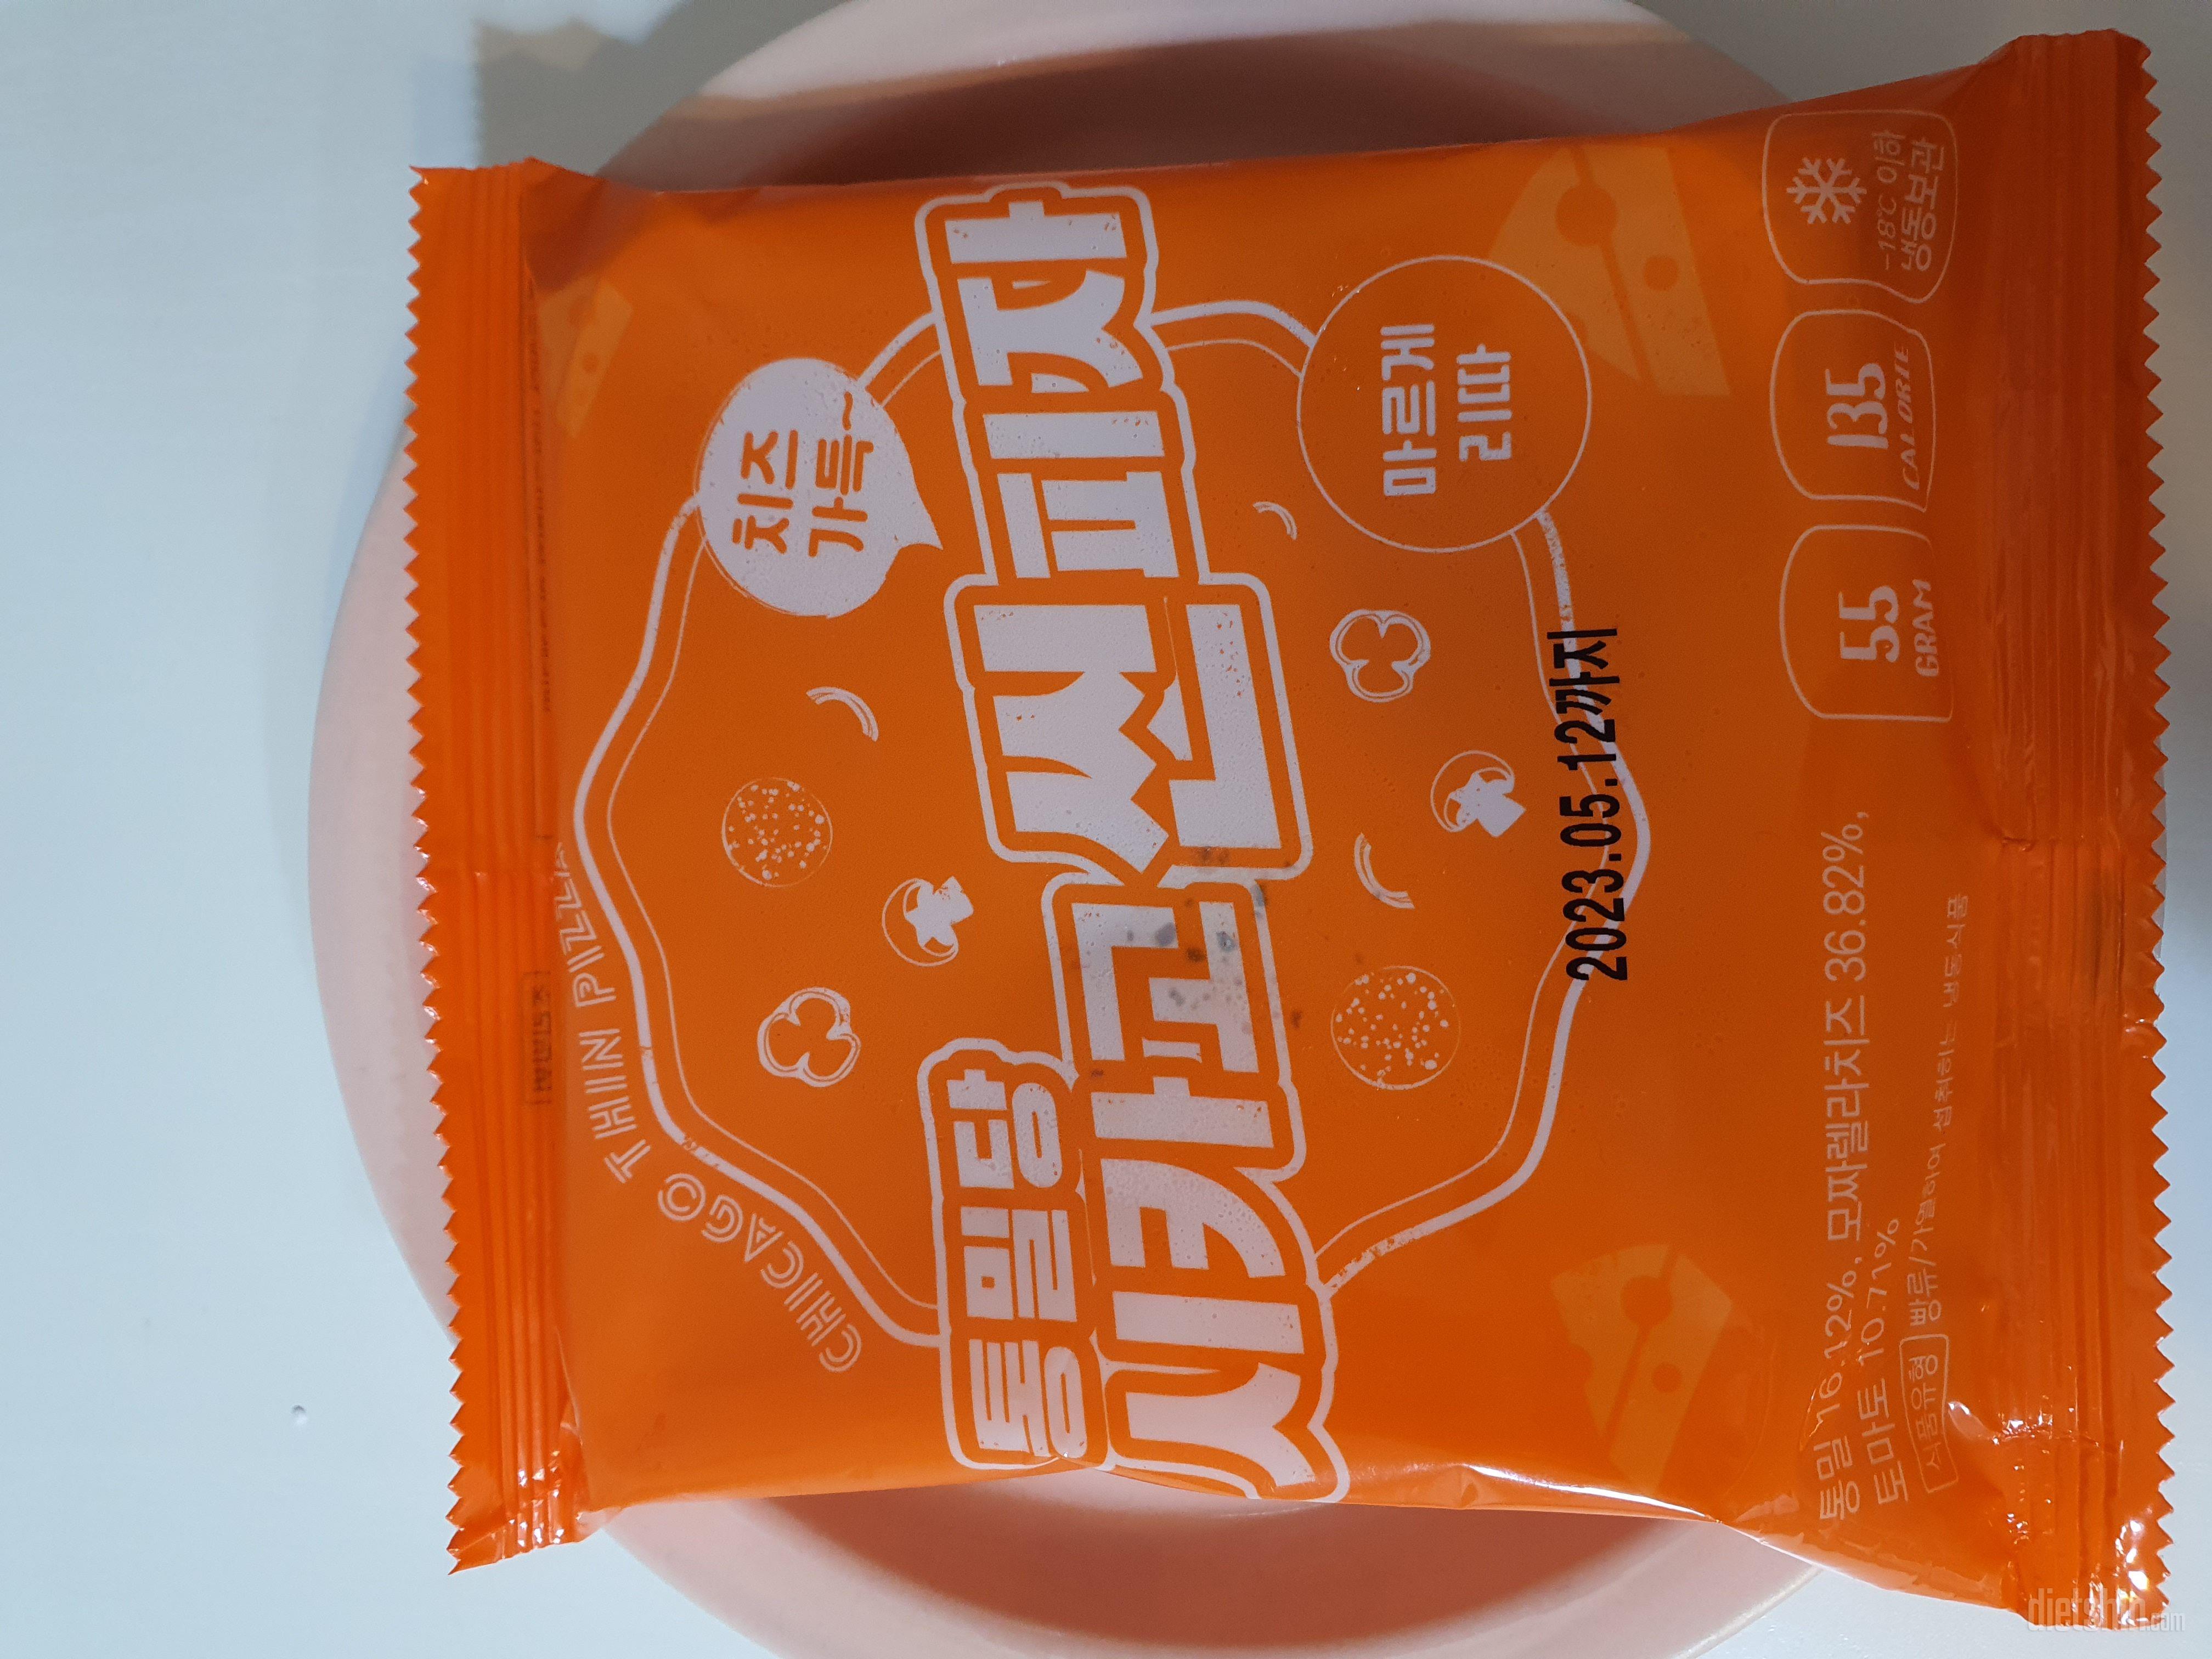 CHICAGO THIN PIZZA
치즈
가득~
통밀당
시카고
씬피자
마르게
리따
2023.05.12까지
통밀 16.12%, 모짜렐라치즈 36.82%,
토마토 10.71%
식품유형 빵류/가열하여 섭취하는 냉동식품
55
GRAM
135
CALORIE
-18℃ 이하
냉동보관
dietshin.com